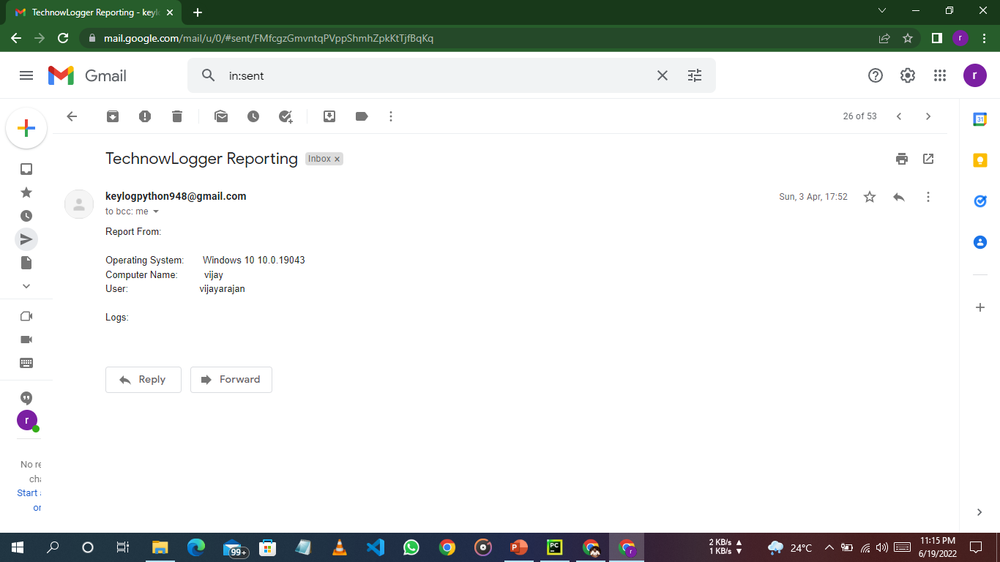 TechnowLogger Reporting - keylo
mail.google.com/mail/u/0/#sent/FMfcgzGmvntqPVppShmhZpkKtTjfBqKq
r
Gmail
in:sent
r
26 of 53
31
TechnowLogger Reporting Inbox
keylogpython948@gmail.com
Sun, 3 Apr, 17:52
to bcc: me
Report From:
Operating System: Windows 10 10.0.19043
Computer Name: vijay
User: vijayarajan
Logs:
Reply
Forward
r
No re
cha
Start a
or
99+
PC
r
2 KB/s
1 KB/s
24°C
11:15 PM
6/19/2022